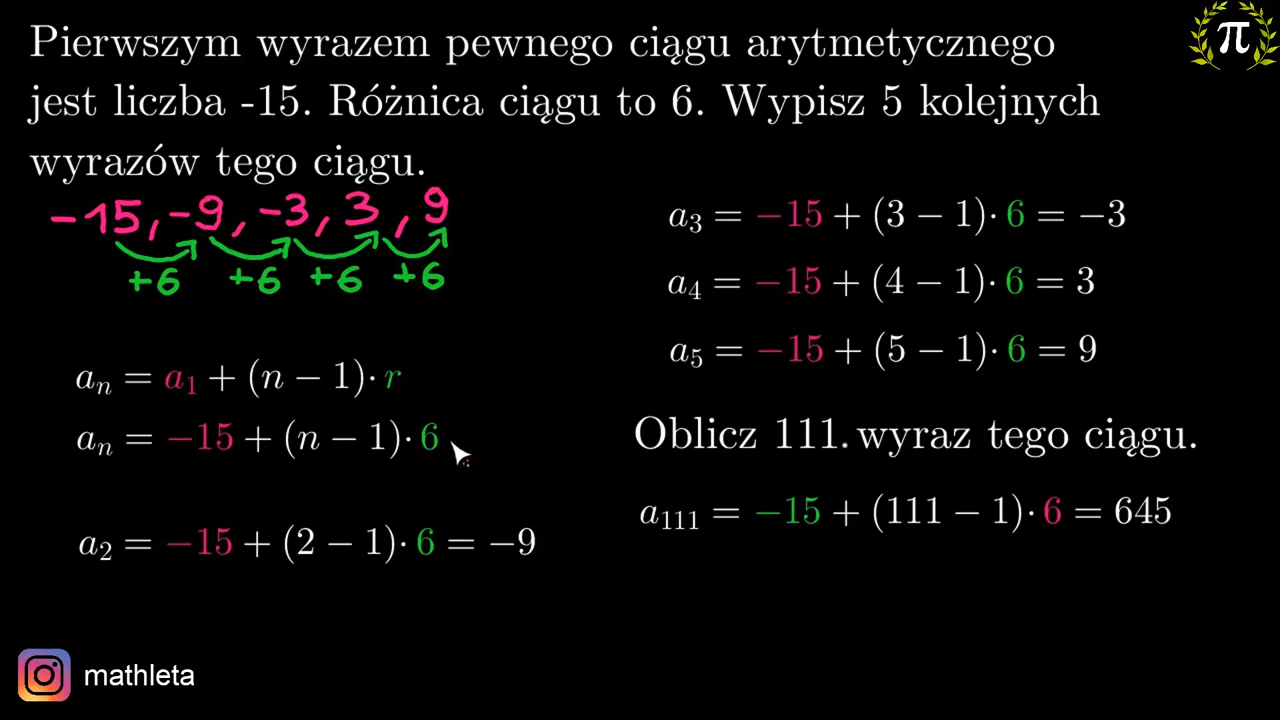 Pierwszym wyrazem pewnego ciągu arytmetycznego
jest liczba -15. Różnica ciągu to 6. Wypisz 5 kolejnych
wyrazów tego ciągu.
-15, -9, -3, 3, 9
+6 +6 +6 +6
aₙ = a₁ + (n − 1)· r
aₙ = −15 + (n − 1)· 6
a₂ = −15 + (2 − 1)· 6 = −9
a₃ = −15 + (3 − 1)· 6 = −3
a₄ = −15 + (4 − 1)· 6 = 3
a₅ = −15 + (5 − 1)· 6 = 9
Oblicz 111. wyraz tego ciągu.
a₁₁₁ = −15 + (111 − 1)· 6 = 645
π
mathleta